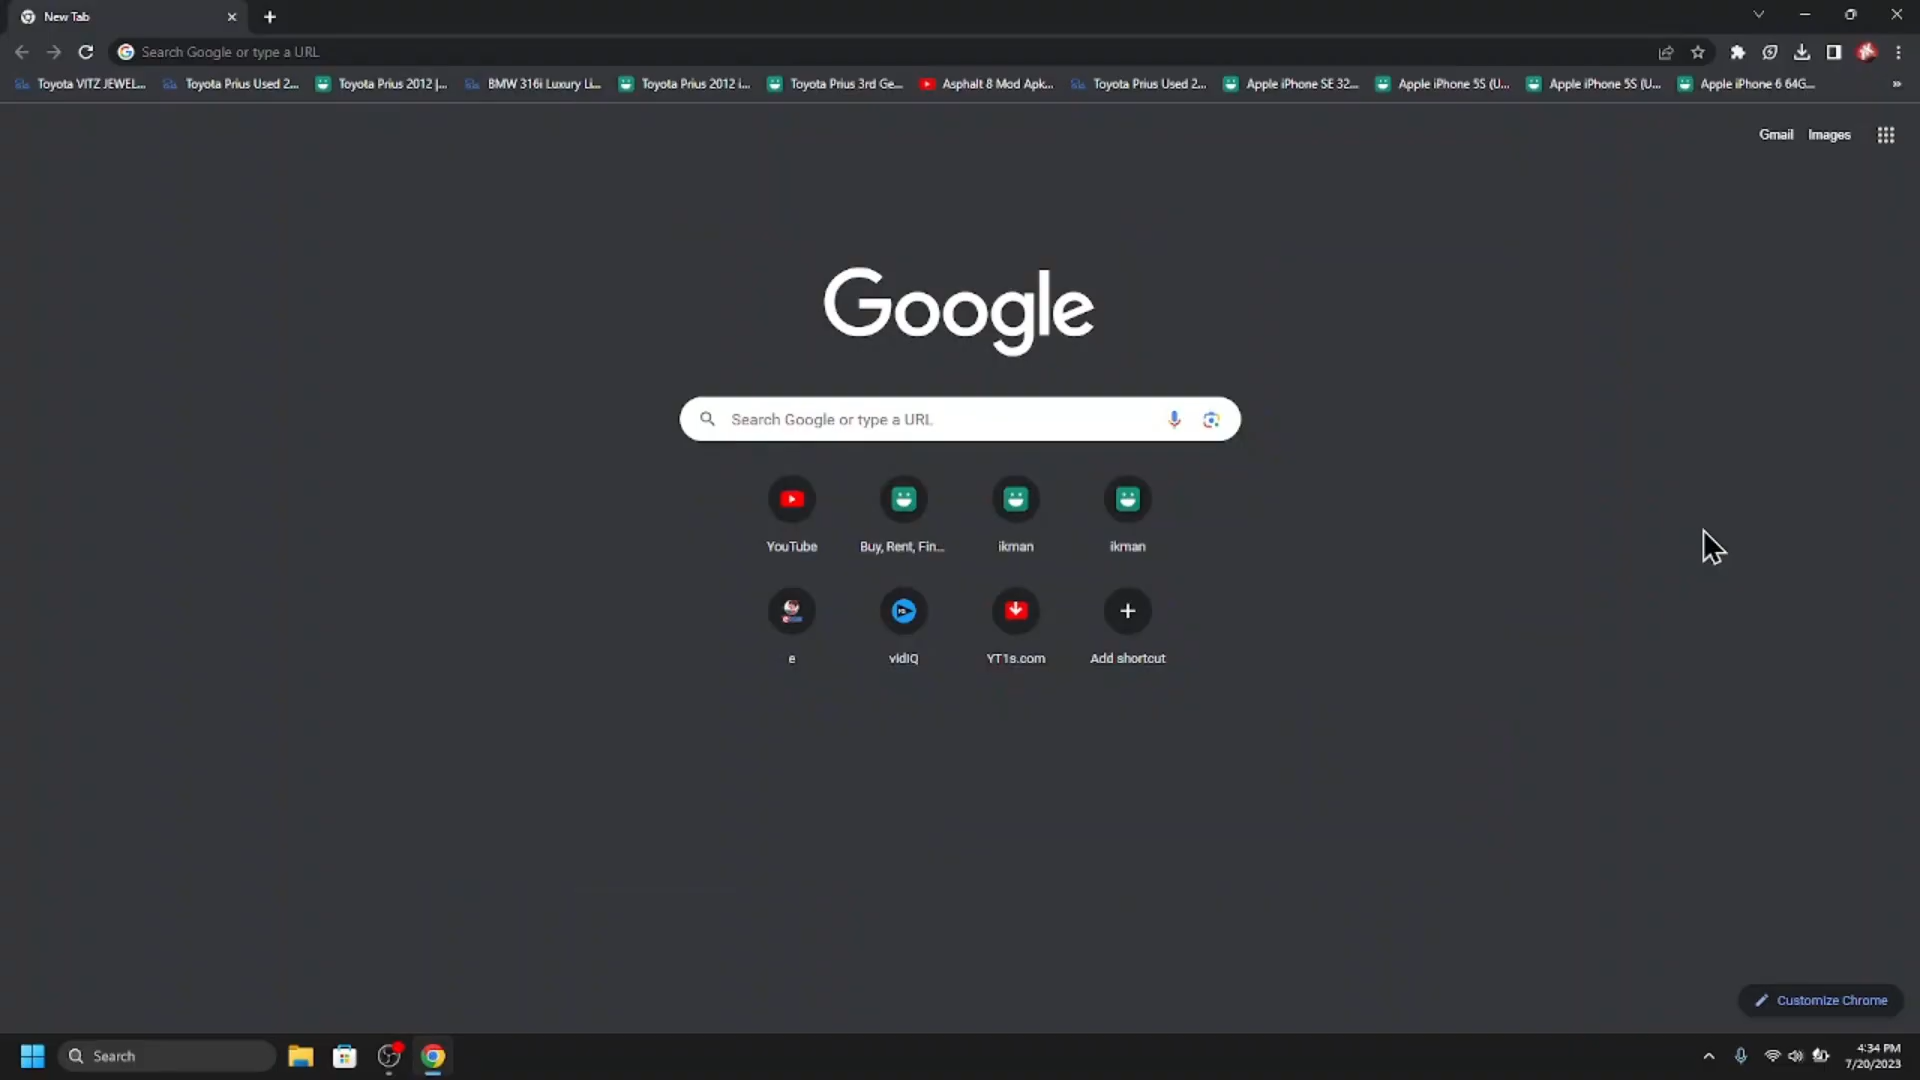 New Tab
Search Google or type a URL
Toyota VITZ JEWEL... Toyota Prius Used 2... Toyota Prius 2012 |... BMW 316i Luxury Li... Toyota Prius 2012 i... Toyota Prius 3rd Ge... Asphalt 8 Mod Apk... Toyota Prius Used 2... Apple iPhone SE 32... Apple iPhone 5S (U... Apple iPhone 5S (U... Apple iPhone 6 64G... »
Gmail Images
Google
Search Google or type a URL
YouTube Buy, Rent, Fin... ikman ikman
e vidIQ YT1s.com Add shortcut
Customize Chrome
Search
4:34 PM
7/20/2023